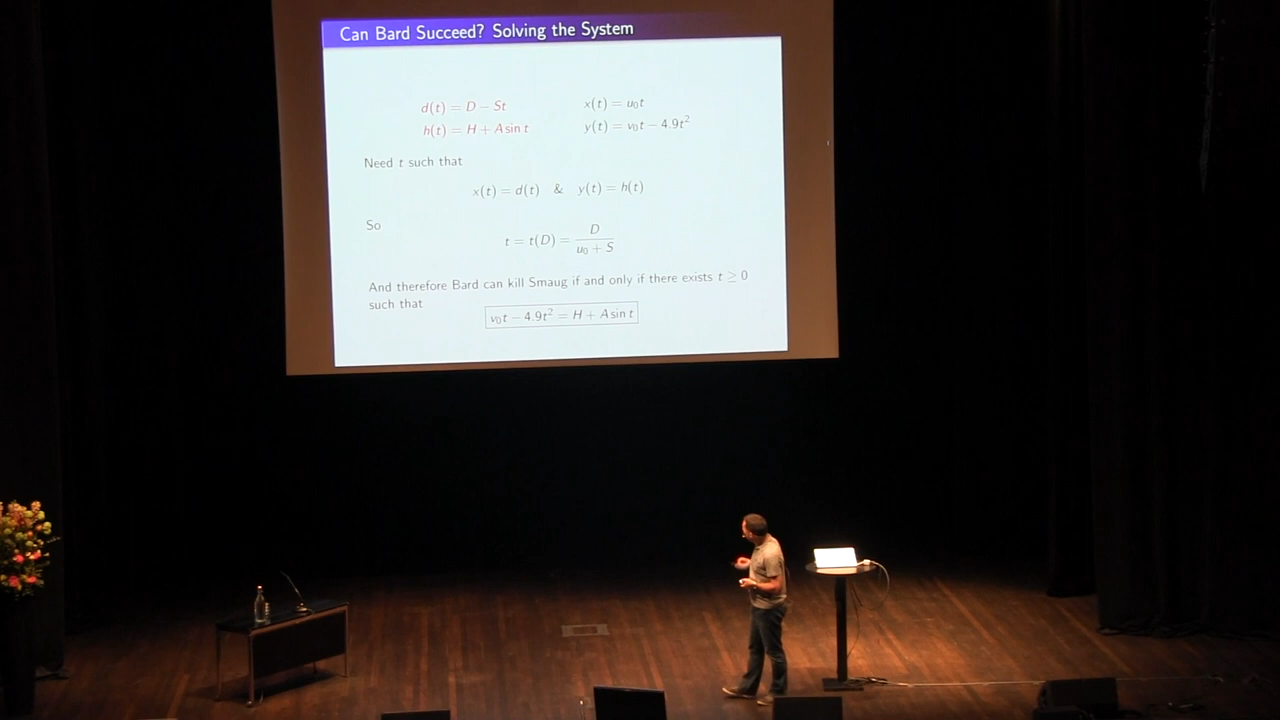 Can Bard Succeed? Solving the System
d(t) = D − St x(t) = u₀t
h(t) = H + A sin t y(t) = v₀t − 4.9t²
Need t such that
x(t) = d(t) & y(t) = h(t)
So
t = t(D) = D / (u₀ + S)
And therefore Bard can kill Smaug if and only if there exists t ≥ 0
such that
v₀t − 4.9t² = H + A sin t